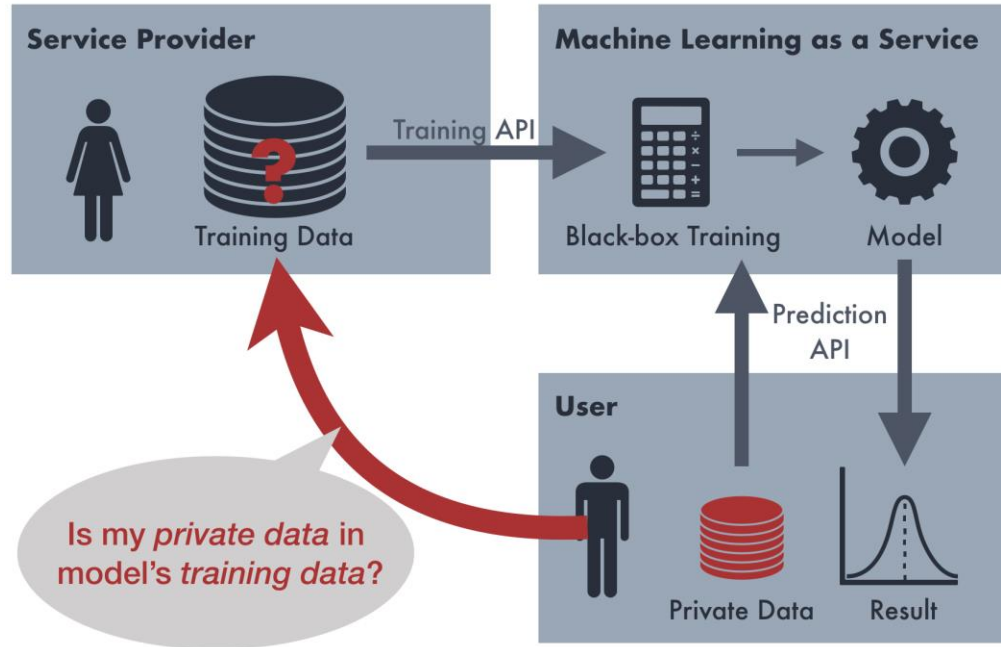 Service Provider
Machine Learning as a Service
Training API
?
÷
×
−
+
=
Training Data
Black-box Training
Model
Prediction
API
User
Is my private data in
model’s training data?
Private Data
Result